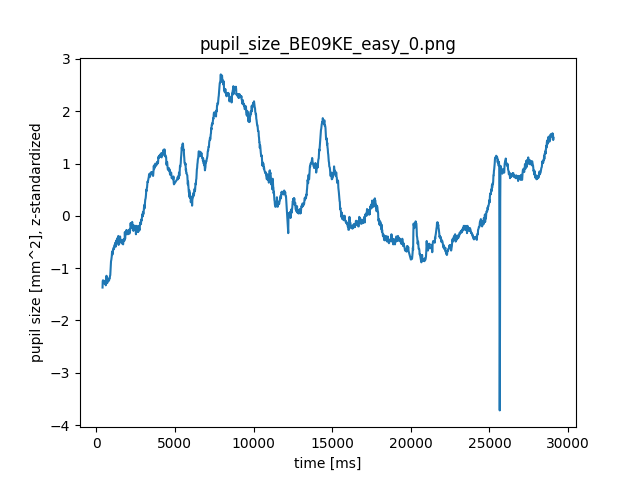 pupil_size_BE09KE_easy_0.png
pupil size [mm^2], z-standardized
3
2
1
0
−1
−2
−3
−4
0 5000 10000 15000 20000 25000 30000
time [ms]